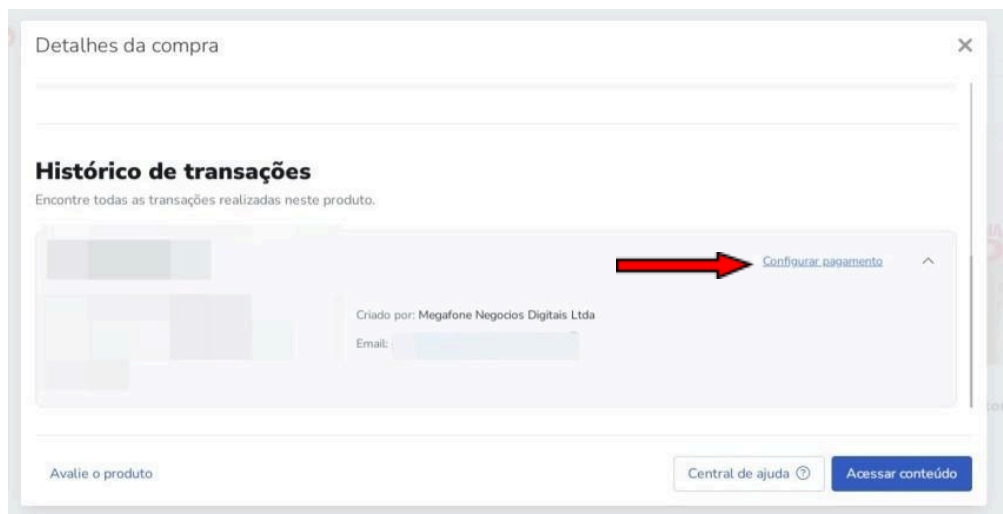 Detalhes da compra
Histórico de transações
Encontre todas as transações realizadas neste produto.
Configurar pagamento
Criado por: Megafone Negocios Digitais Ltda
Email:
Avalie o produto
Central de ajuda
Acessar conteúdo